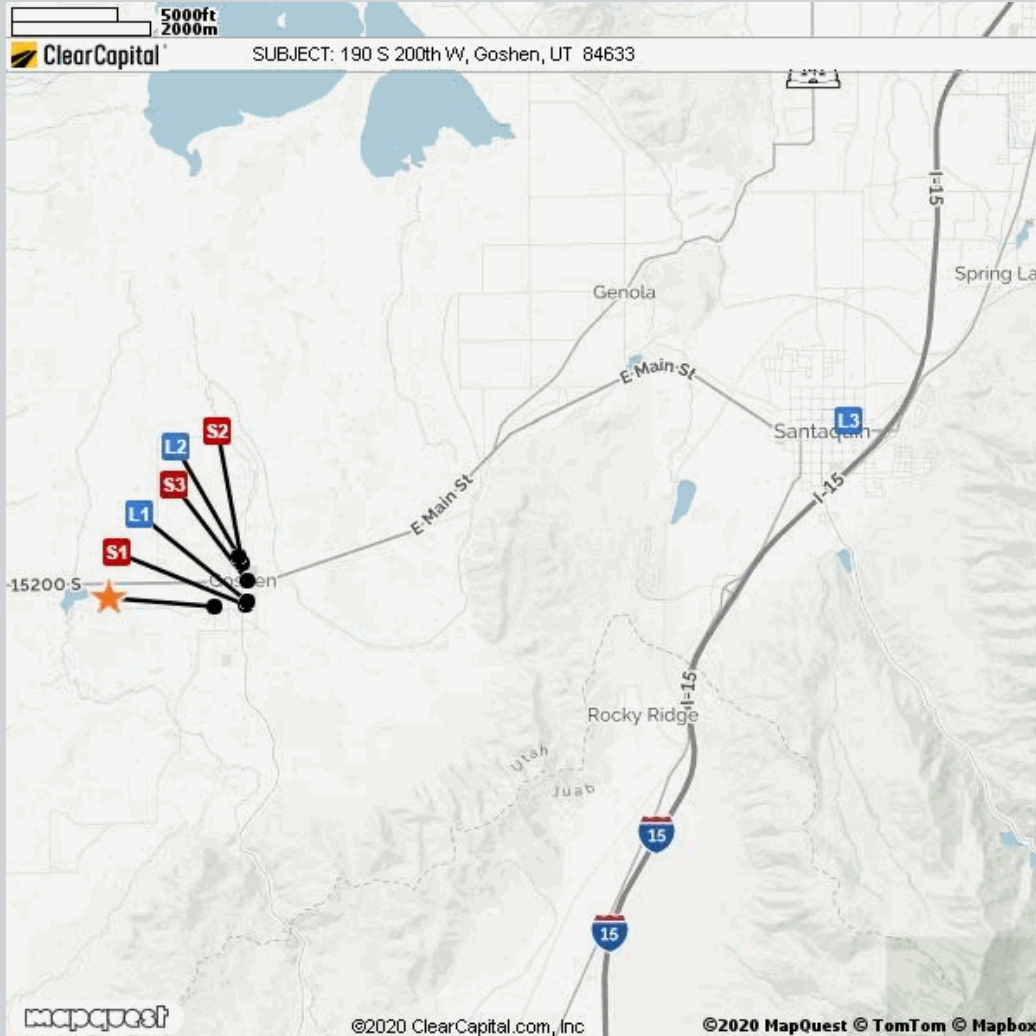 5000ft
2000m
ClearCapital
SUBJECT: 190 S 200th W, Goshen, UT 84633
I-15
Spring La
Genola
E Main St
L3
Santaquin
S2
L2
S3
L1
S1
I-15
E Main St
15200 S
Goshen
I-15
Rocky Ridge
Utah
Juab
15
15
mapquest
©2020 ClearCapital.com, Inc
©2020 MapQuest © TomTom © Mapbox